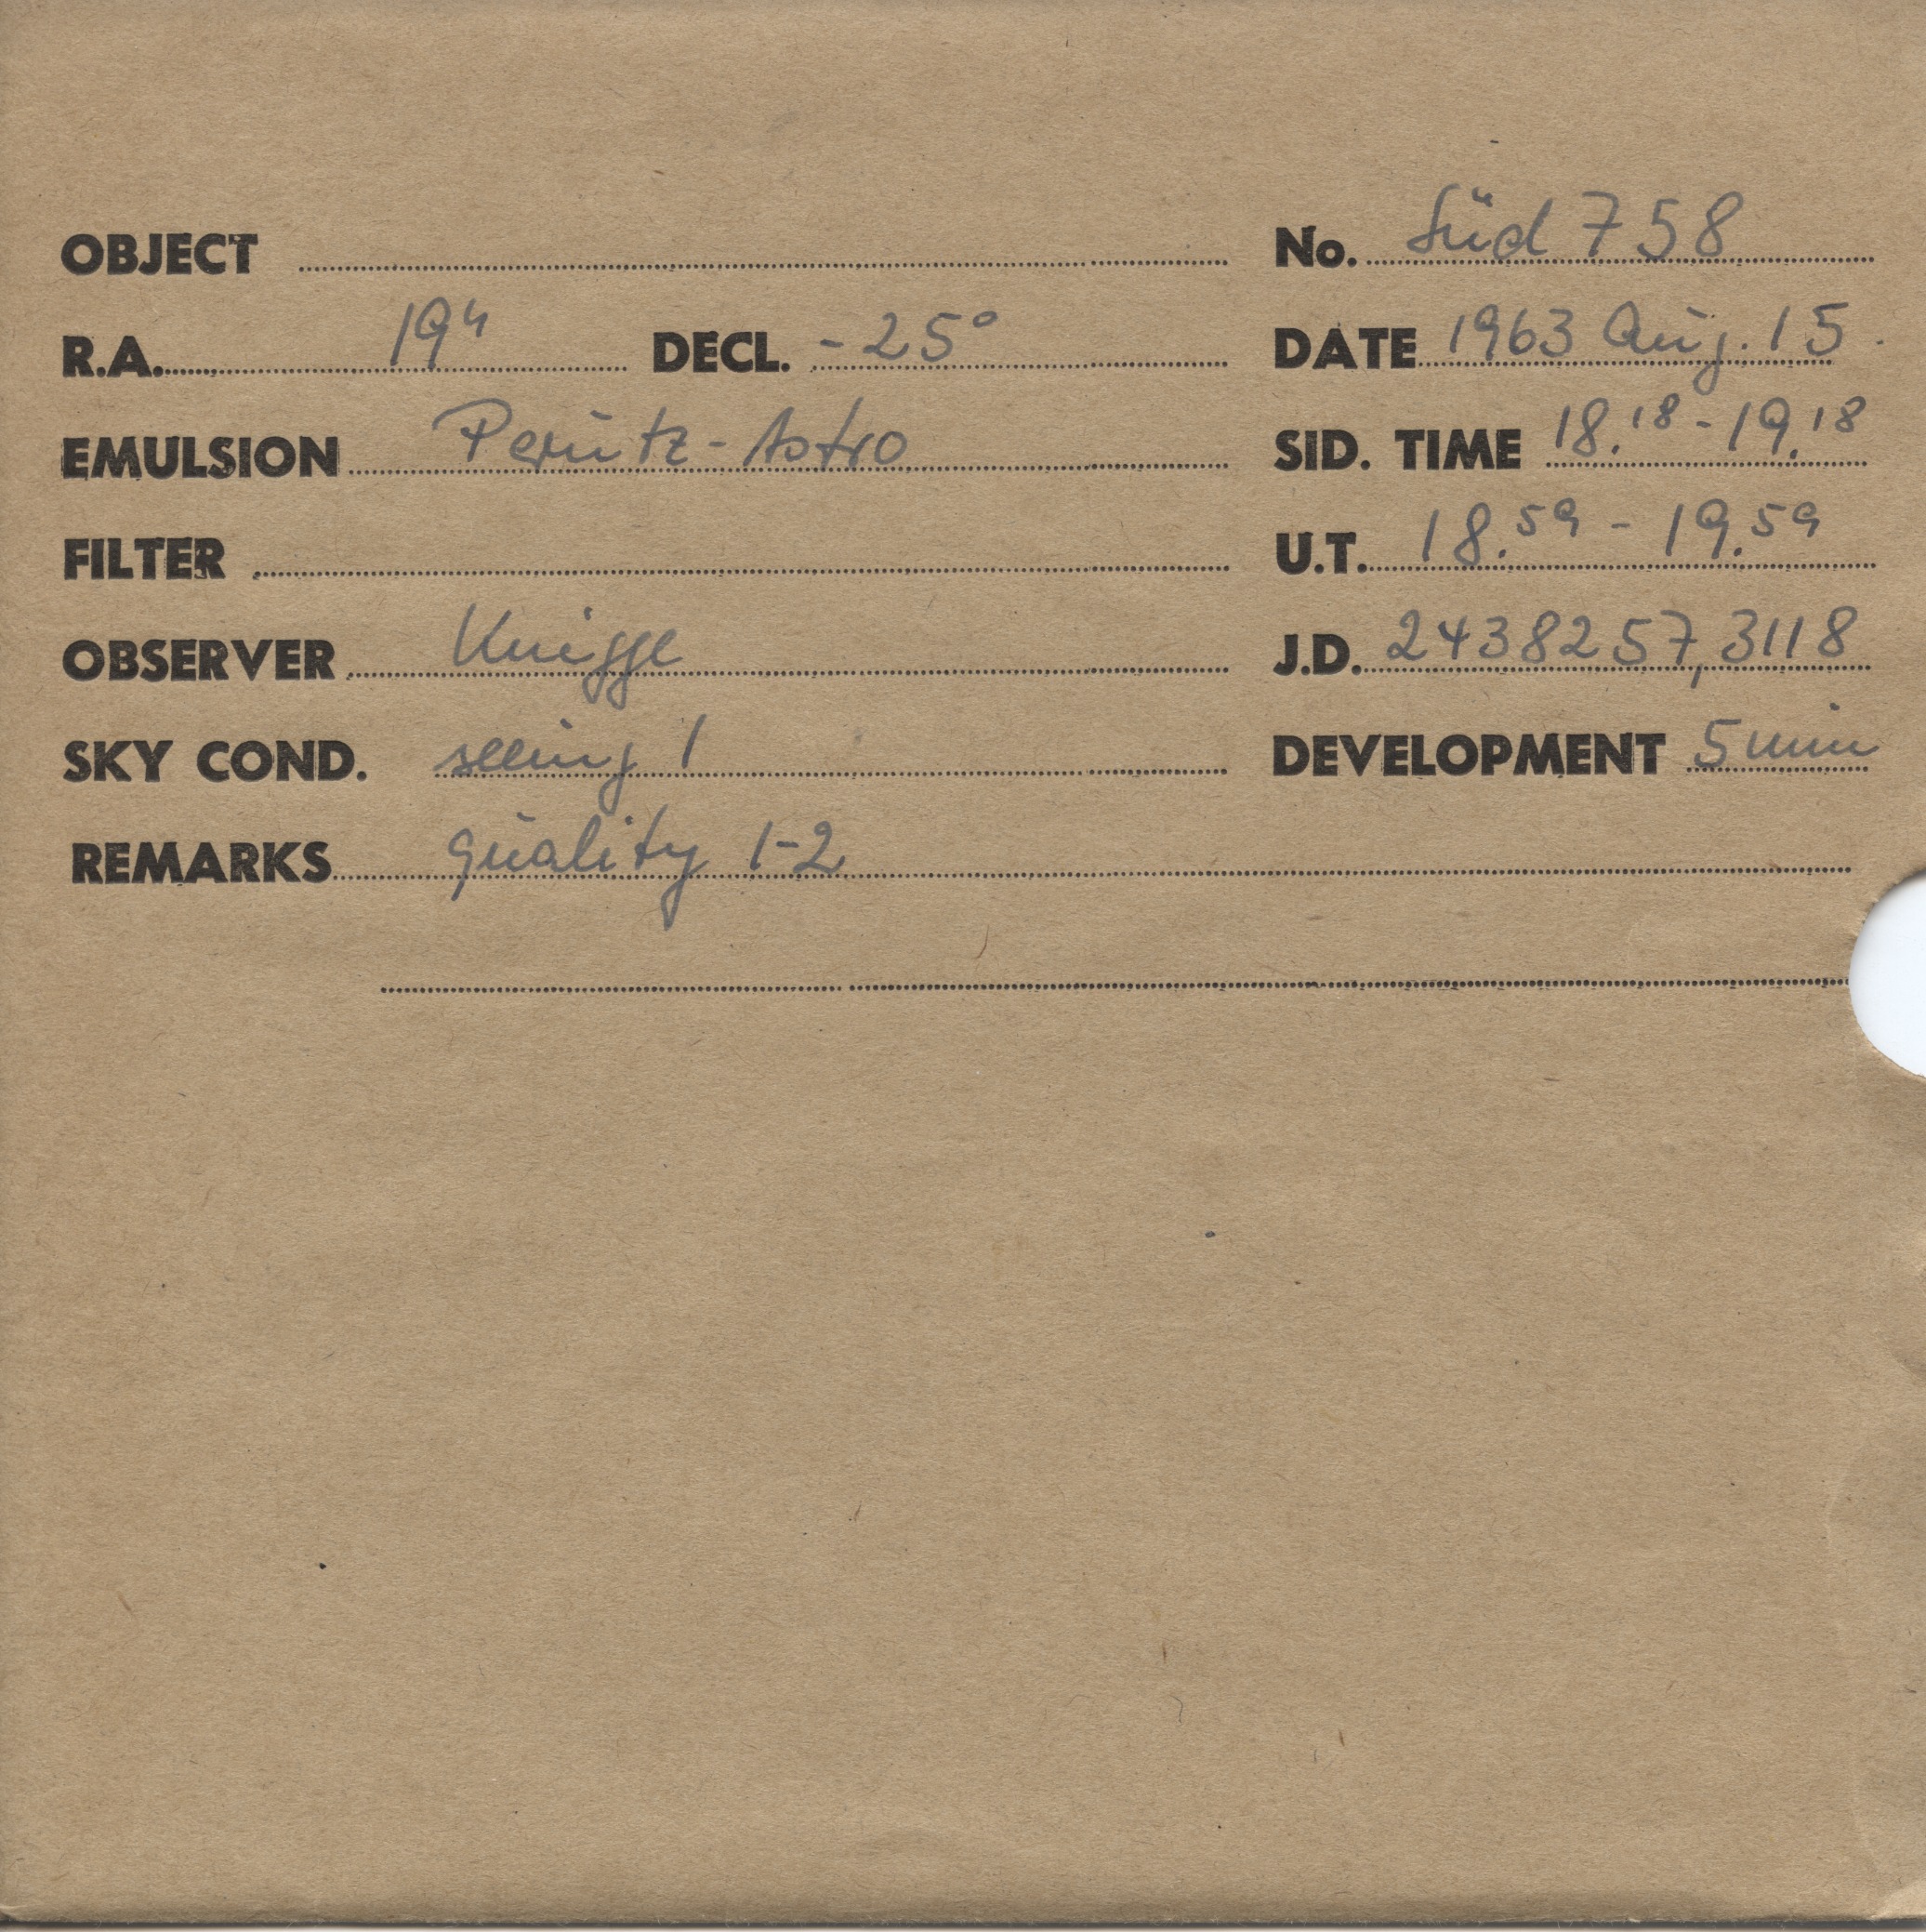 OBJECT No. Süd 758
R.A. 19h DECL. -25° DATE 1963 Aug. 15.
EMULSION Perutz-Astro SID. TIME 18.18 - 19.18
FILTER U.T. 18.59 - 19.59
OBSERVER Knigge J.D. 2438257,3118
SKY COND. seeing 1 DEVELOPMENT 5 min
REMARKS quality 1-2